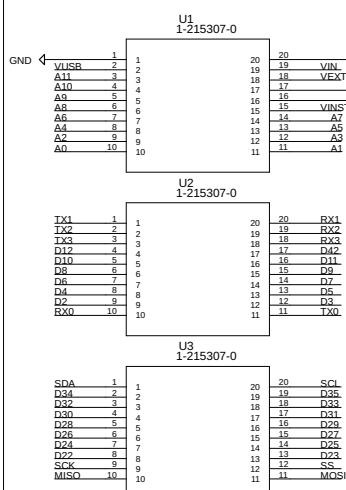 U1
1-215307-0
GND 1 1 20 20
VUSB 2 2 19 19 VIN
A11 3 3 18 18 VEXT
A10 4 4 17 17
A9 5 5 16 16
A8 6 6 15 15 VINST
A6 7 7 14 14 A7
A4 8 8 13 13 A5
A2 9 9 12 12 A3
A0 10 10 11 11 A1
U2
1-215307-0
TX1 1 1 20 20 RX1
TX2 2 2 19 19 RX2
TX3 3 3 18 18 RX3
D12 4 4 17 17 D42
D10 5 5 16 16 D11
D8 6 6 15 15 D9
D6 7 7 14 14 D7
D4 8 8 13 13 D5
D2 9 9 12 12 D3
RX0 10 10 11 11 TX0
U3
1-215307-0
SDA 1 1 20 20 SCL
D34 2 2 19 19 D35
D32 3 3 18 18 D33
D30 4 4 17 17 D31
D28 5 5 16 16 D29
D26 6 6 15 15 D27
D24 7 7 14 14 D25
D22 8 8 13 13 D23
SCK 9 9 12 12 SS
MISO 10 10 11 11 MOSI